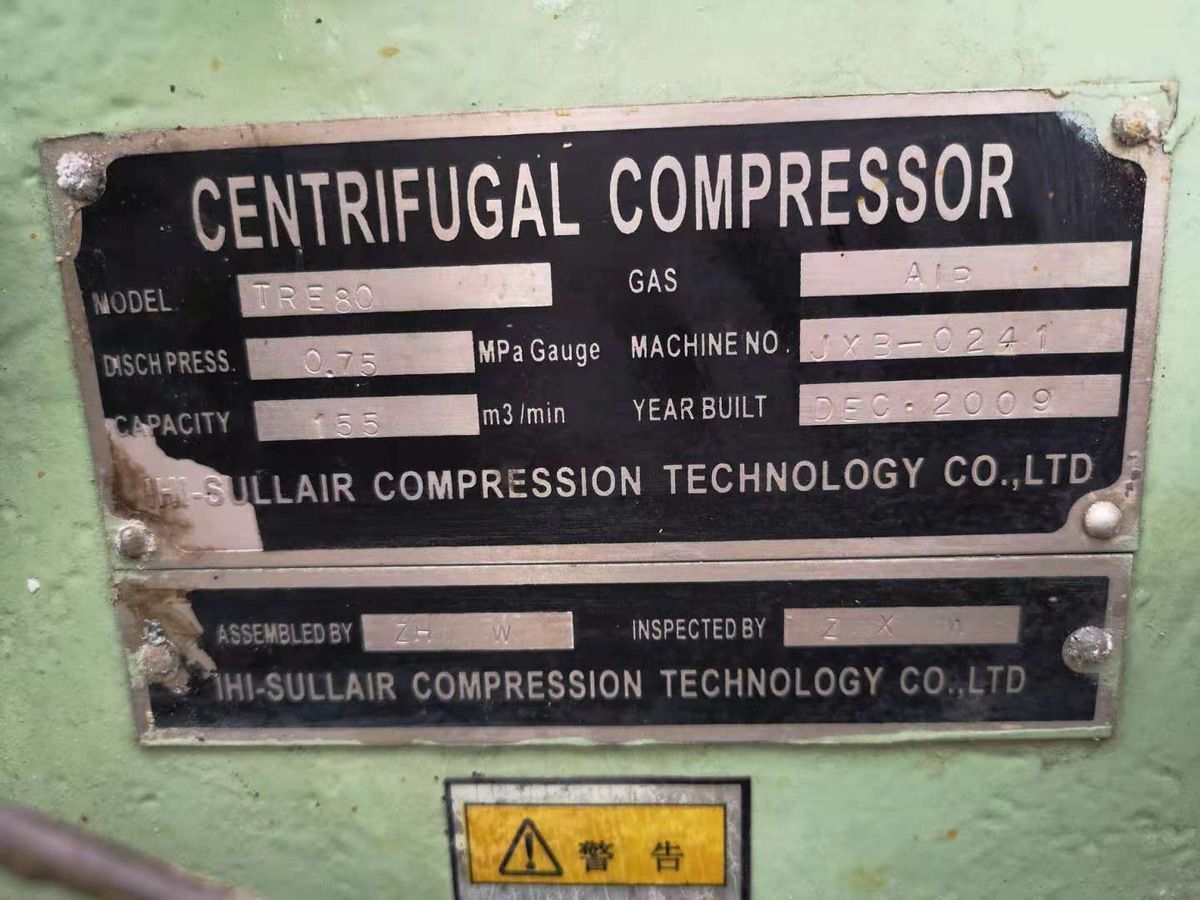 CENTRIFUGAL COMPRESSOR
MODEL TRE80 GAS AIR
DISCH PRESS. 0.75 MPa Gauge MACHINE NO. JXB-0241
CAPACITY 155 m3/min YEAR BUILT DEC.2009
IHI-SULLAIR COMPRESSION TECHNOLOGY CO.,LTD
ASSEMBLED BY ZH W INSPECTED BY Z X
IHI-SULLAIR COMPRESSION TECHNOLOGY CO.,LTD
警告